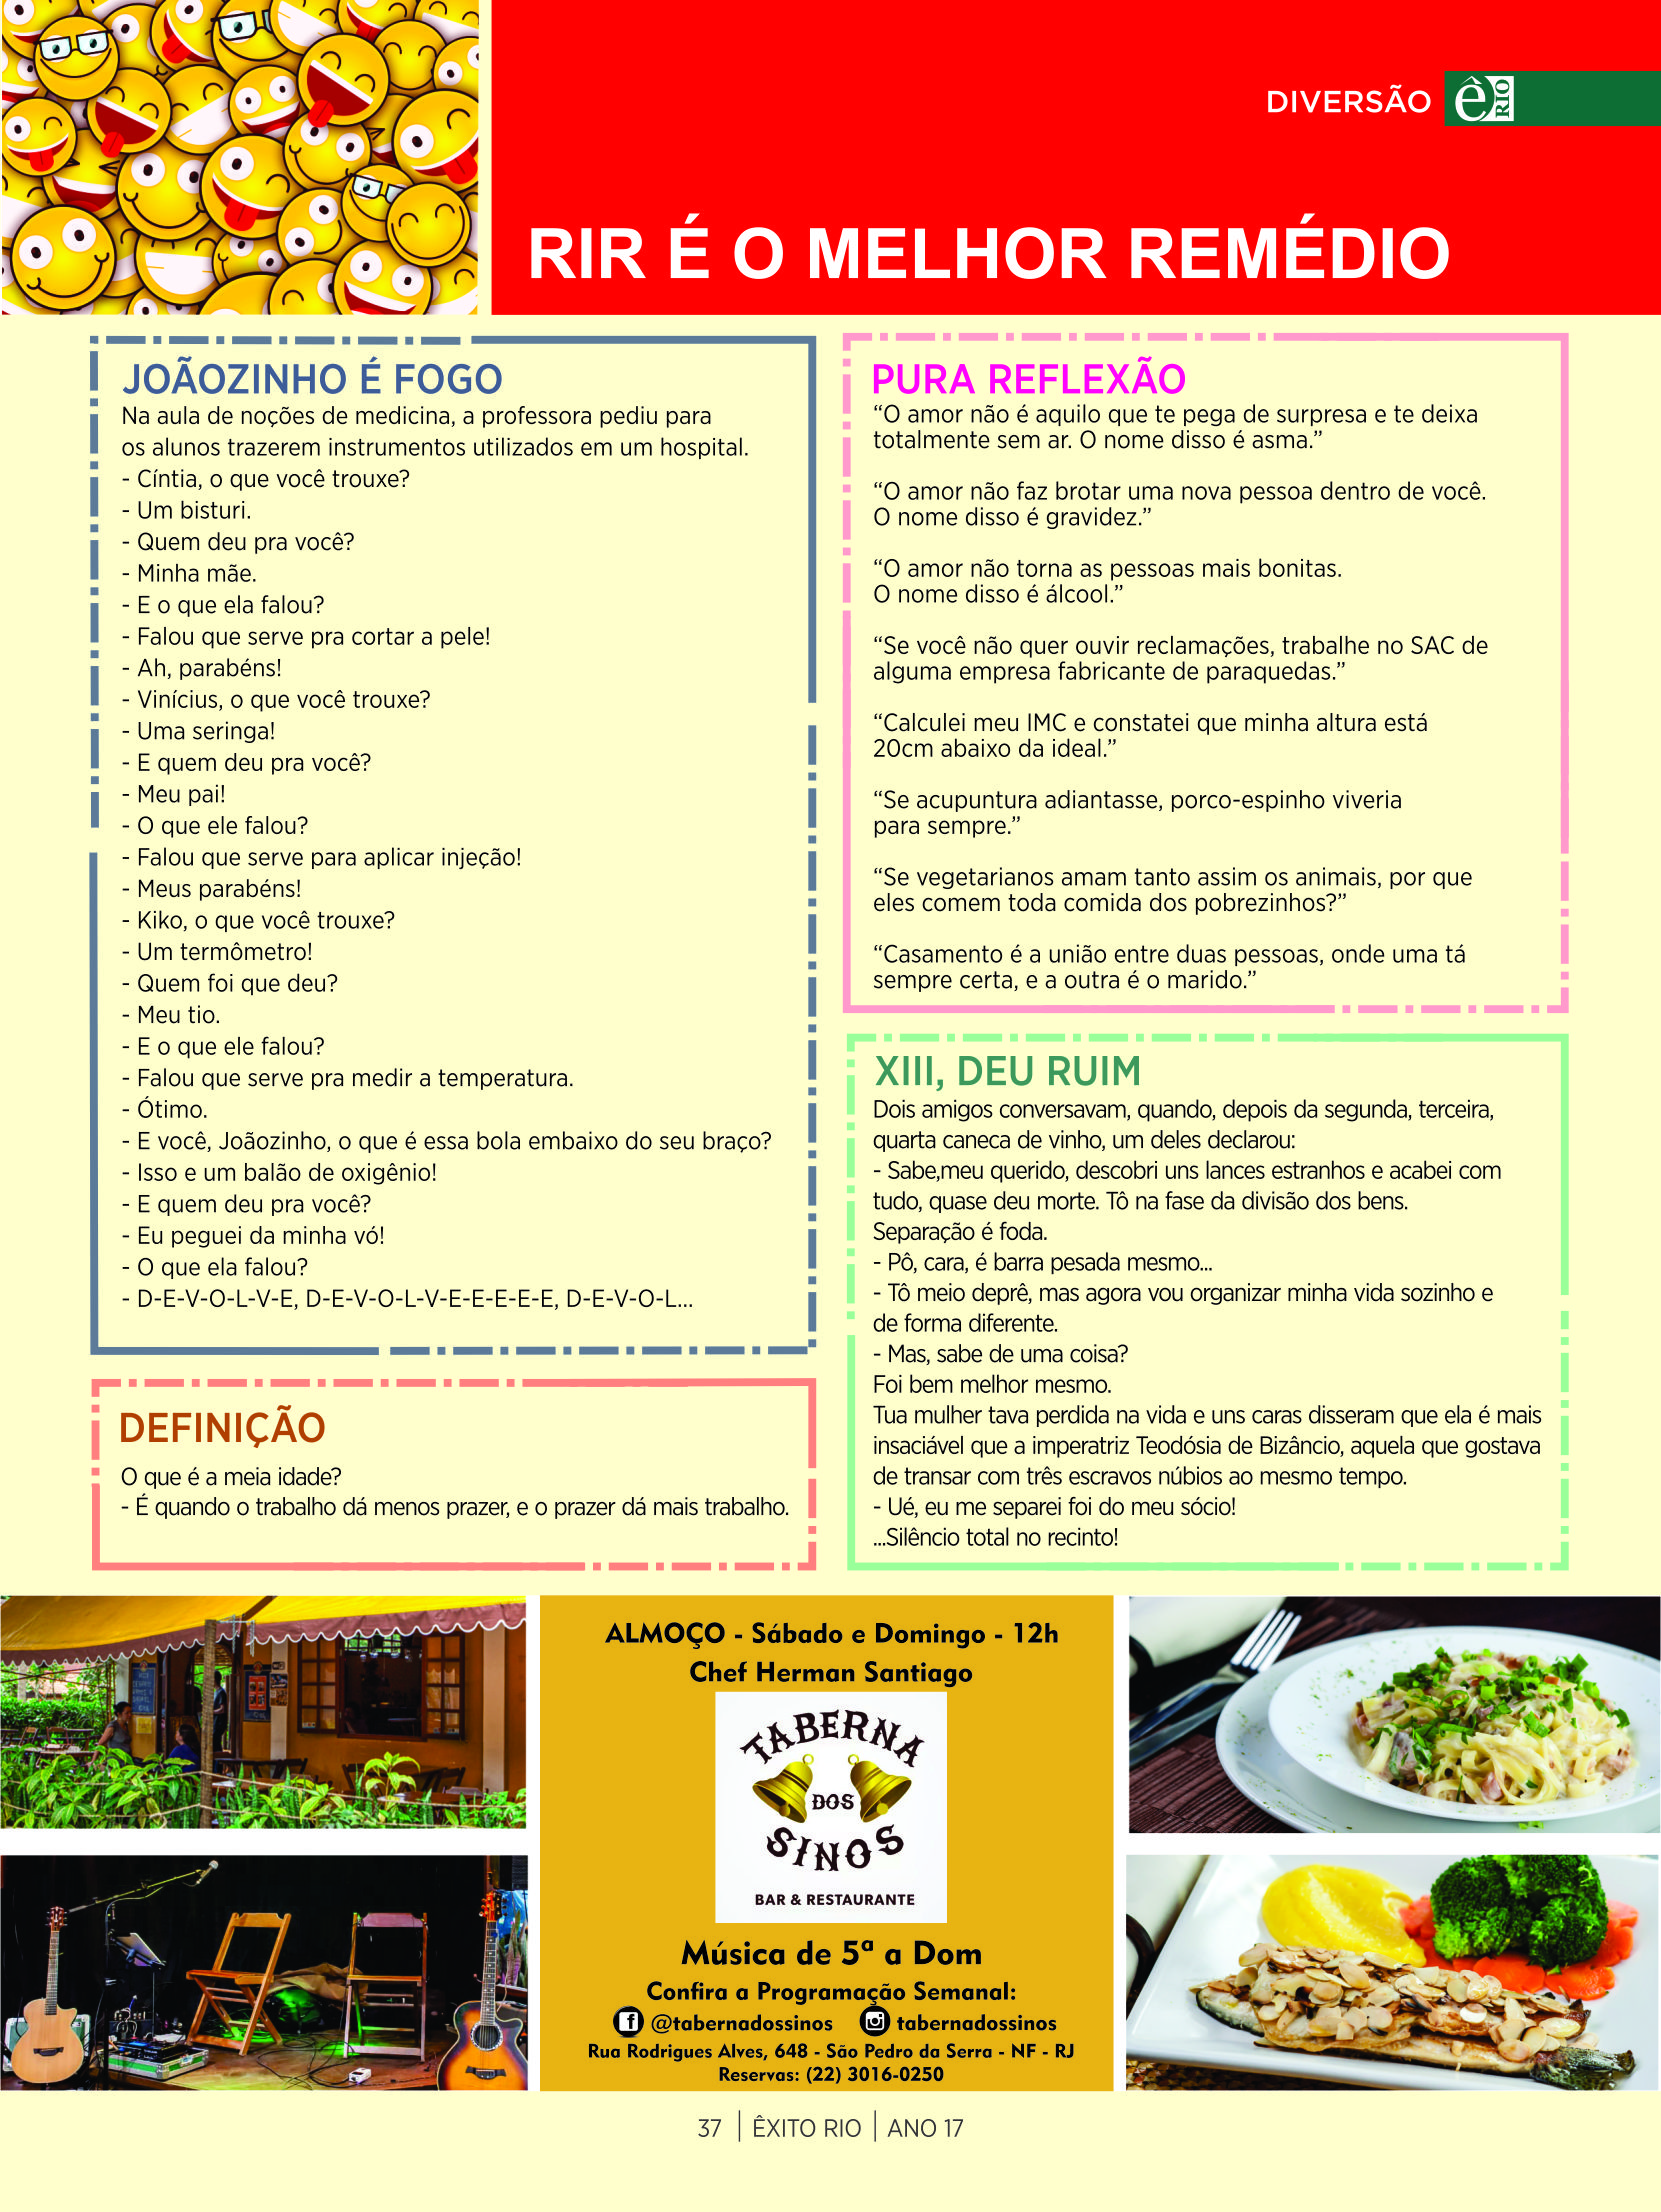 DIVERSÃO
ê RIO
RIR É O MELHOR REMÉDIO
JOÃOZINHO É FOGO
Na aula de noções de medicina, a professora pediu para
os alunos trazerem instrumentos utilizados em um hospital.
- Cíntia, o que você trouxe?
- Um bisturi.
- Quem deu pra você?
- Minha mãe.
- E o que ela falou?
- Falou que serve pra cortar a pele!
- Ah, parabéns!
- Vinícius, o que você trouxe?
- Uma seringa!
- E quem deu pra você?
- Meu pai!
- O que ele falou?
- Falou que serve para aplicar injeção!
- Meus parabéns!
- Kiko, o que você trouxe?
- Um termômetro!
- Quem foi que deu?
- Meu tio.
- E o que ele falou?
- Falou que serve pra medir a temperatura.
- Ótimo.
- E você, Joãozinho, o que é essa bola embaixo do seu braço?
- Isso e um balão de oxigênio!
- E quem deu pra você?
- Eu peguei da minha vó!
- O que ela falou?
- D-E-V-O-L-V-E, D-E-V-O-L-V-E-E-E-E-E, D-E-V-O-L...
DEFINIÇÃO
O que é a meia idade?
- É quando o trabalho dá menos prazer, e o prazer dá mais trabalho.
PURA REFLEXÃO
“O amor não é aquilo que te pega de surpresa e te deixa
totalmente sem ar. O nome disso é asma.”
“O amor não faz brotar uma nova pessoa dentro de você.
O nome disso é gravidez.”
“O amor não torna as pessoas mais bonitas.
O nome disso é álcool.”
“Se você não quer ouvir reclamações, trabalhe no SAC de
alguma empresa fabricante de paraquedas.”
“Calculei meu IMC e constatei que minha altura está
20cm abaixo da ideal.”
“Se acupuntura adiantasse, porco-espinho viveria
para sempre.”
“Se vegetarianos amam tanto assim os animais, por que
eles comem toda comida dos pobrezinhos?”
“Casamento é a união entre duas pessoas, onde uma tá
sempre certa, e a outra é o marido.”
XIII, DEU RUIM
Dois amigos conversavam, quando, depois da segunda, terceira,
quarta caneca de vinho, um deles declarou:
- Sabe,meu querido, descobri uns lances estranhos e acabei com
tudo, quase deu morte. Tô na fase da divisão dos bens.
Separação é foda.
- Pô, cara, é barra pesada mesmo...
- Tô meio deprê, mas agora vou organizar minha vida sozinho e
de forma diferente.
- Mas, sabe de uma coisa?
Foi bem melhor mesmo.
Tua mulher tava perdida na vida e uns caras disseram que ela é mais
insaciável que a imperatriz Teodósia de Bizâncio, aquela que gostava
de transar com três escravos núbios ao mesmo tempo.
- Ué, eu me separei foi do meu sócio!
...Silêncio total no recinto!
ALMOÇO - Sábado e Domingo - 12h
Chef Herman Santiago
TABERNA
DOS
SINOS
BAR & RESTAURANTE
Música de 5ª a Dom
Confira a Programação Semanal:
@tabernadossinos tabernadossinos
Rua Rodrigues Alves, 648 - São Pedro da Serra - NF - RJ
Reservas: (22) 3016-0250
37 | ÊXITO RIO | ANO 17